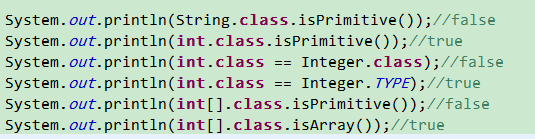 System.out.println(String.class.isPrimitive());//false
System.out.println(int.class.isPrimitive());//true
System.out.println(int.class == Integer.class);//false
System.out.println(int.class == Integer.TYPE);//true
System.out.println(int[].class.isPrimitive());//false
System.out.println(int[].class.isArray());//true